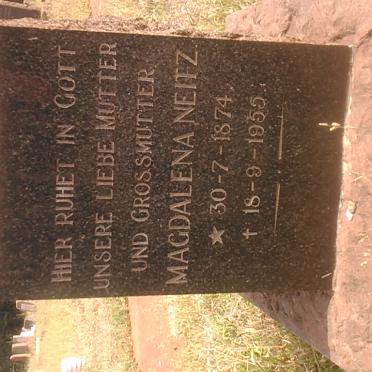 HIER RUHET IN GOTT
UNSERE LIEBE MUTTER
UND GROSSMUTTER
MAGDALENA NEITZ
★ 30-7-1874
† 18-9-1955